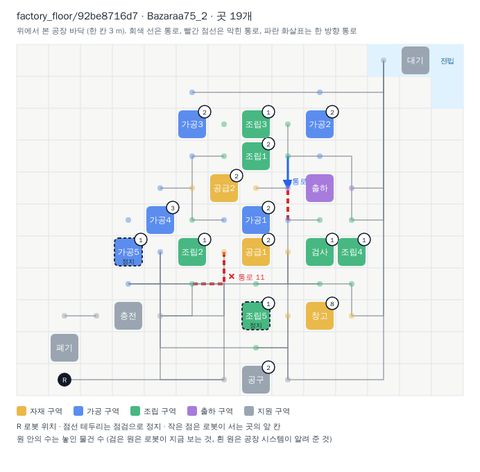 factory_floor/92be8716d7 · Bazaraa75_2 · 곳 19개
위에서 본 공장 바닥 (한 칸 3 m). 회색 선은 통로, 빨간 점선은 막힌 통로, 파란 화살표는 한 방향 통로
대기
진입
가공3 2
조립3 1
가공2 2
조립1 2
공급2 2
통로
출하
가공4 3
가공1 2
가공5 1
정지
조립2 1
공급1 2
검사 1
조립4 1
✕ 통로 11
충전
조립5 1
정지
창고 8
폐기
R
공구 2
자재 구역
가공 구역
조립 구역
출하 구역
지원 구역
R 로봇 위치 · 점선 테두리는 점검으로 정지 · 작은 점은 로봇이 서는 곳의 앞 칸
원 안의 수는 놓인 물건 수 (검은 원은 로봇이 지금 보는 것, 흰 원은 공장 시스템이 알려 준 것)